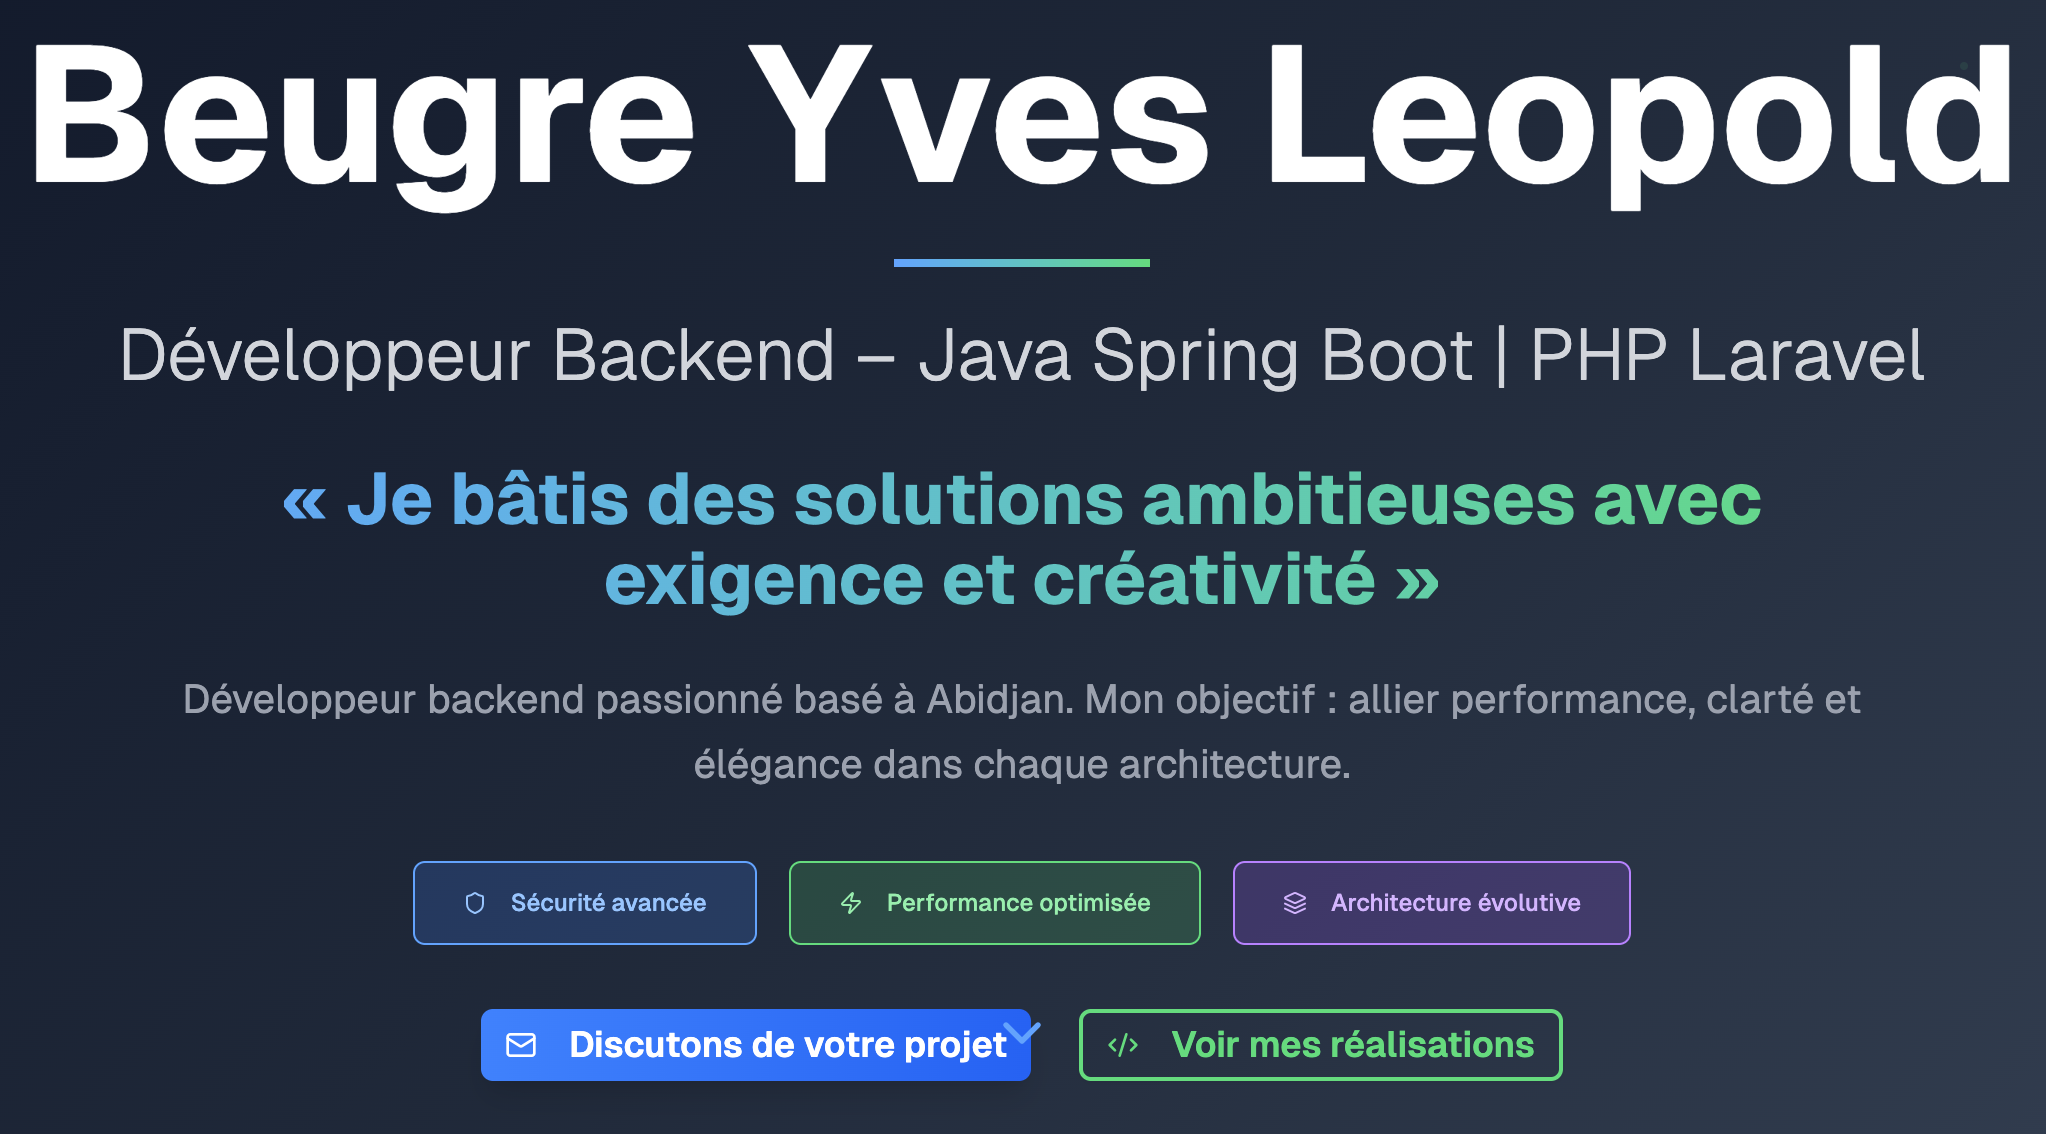 Beugre Yves Leopold
Développeur Backend – Java Spring Boot | PHP Laravel
« Je bâtis des solutions ambitieuses avec
exigence et créativité »
Développeur backend passionné basé à Abidjan. Mon objectif : allier performance, clarté et
élégance dans chaque architecture.
Sécurité avancée
Performance optimisée
Architecture évolutive
Discutons de votre projet
Voir mes réalisations